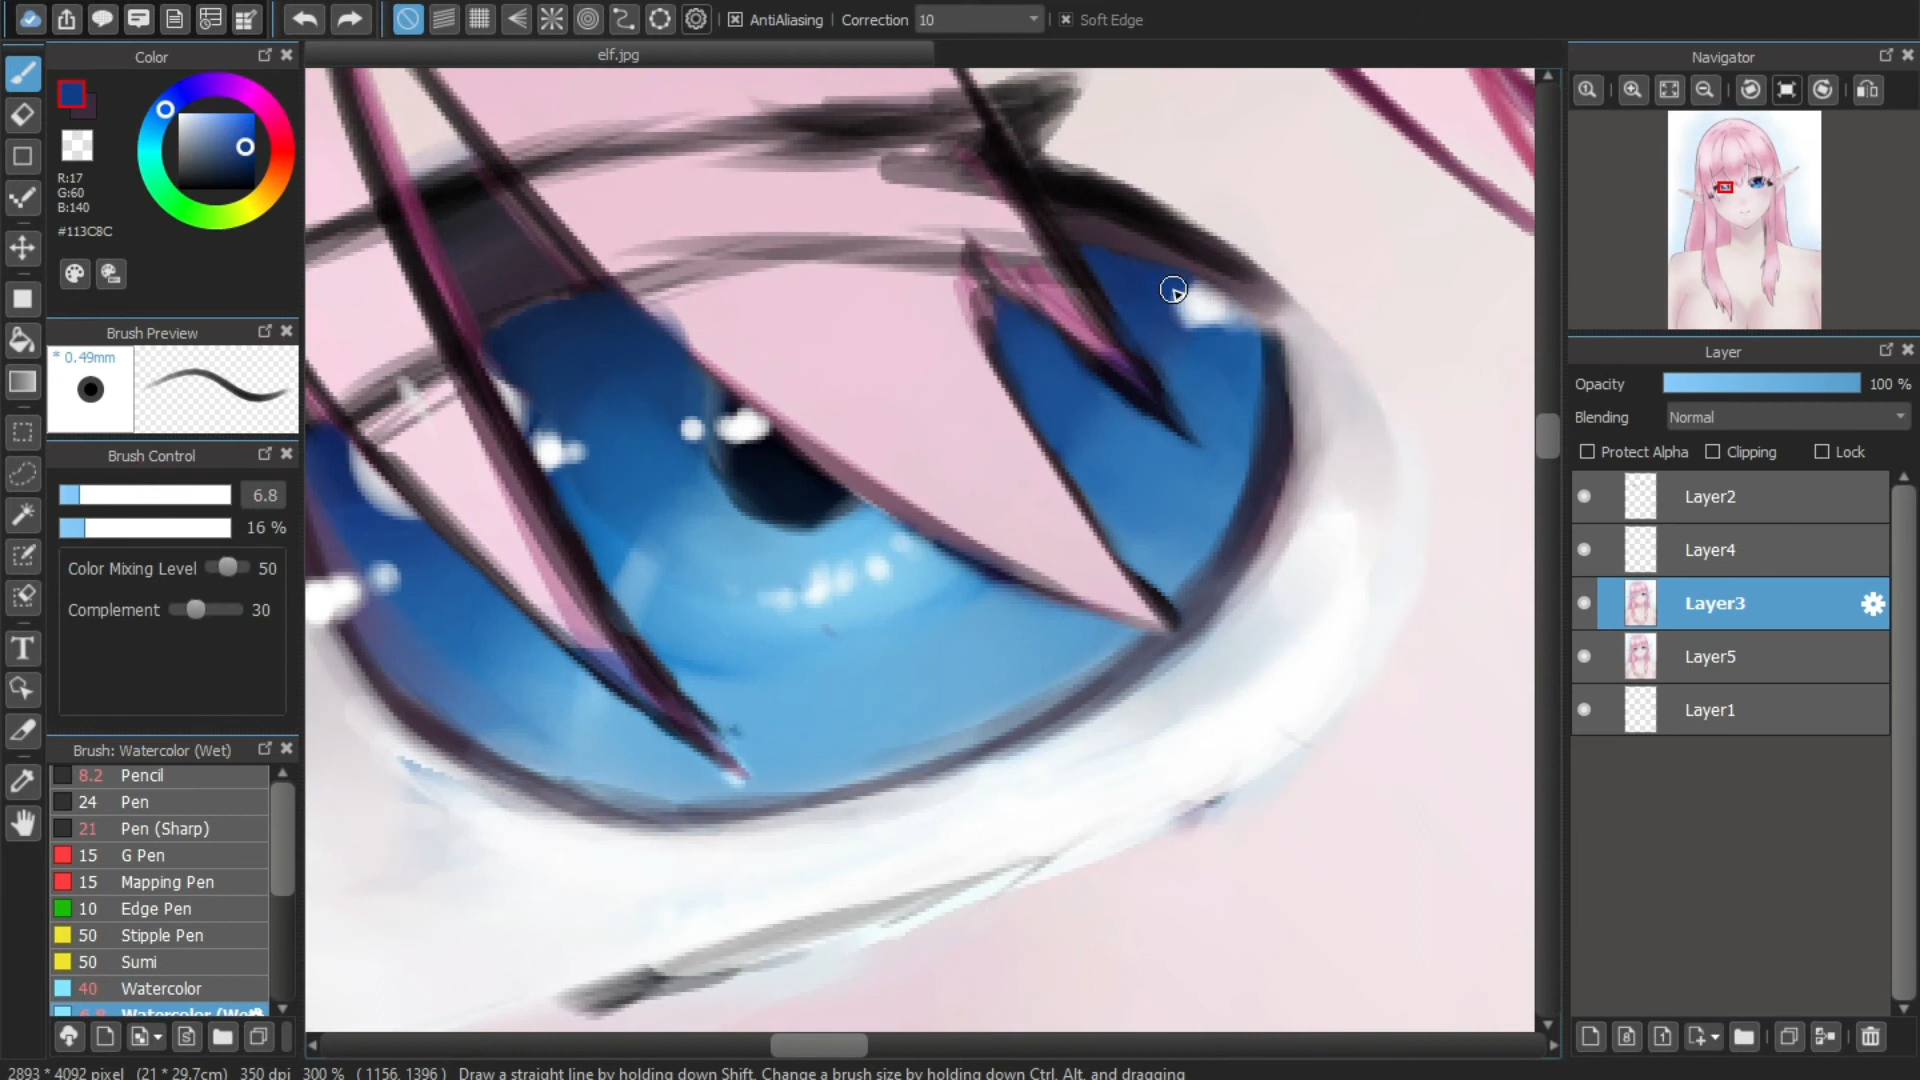 AntiAliasing
Correction
10
Soft Edge
Color
R:17
G:60
B:140
#113C8C
Brush Preview
* 0.49mm
Brush Control
6.8
16 %
Color Mixing Level
50
Complement
30
Brush: Watercolor (Wet)
8.2 Pencil
24 Pen
21 Pen (Sharp)
15 G Pen
15 Mapping Pen
10 Edge Pen
50 Stipple Pen
50 Sumi
40 Watercolor
6.8 Watercolor (We
elf.jpg
Navigator
Layer
Opacity
100 %
Blending
Normal
Protect Alpha
Clipping
Lock
Layer2
Layer4
Layer3
Layer5
Layer1
2893 * 4092 pixel (21 * 29.7cm) 350 dpi 300 % ( 1156, 1396 ) Draw a straight line by holding down Shift, Change a brush size by holding down Ctrl, Alt, and dragging